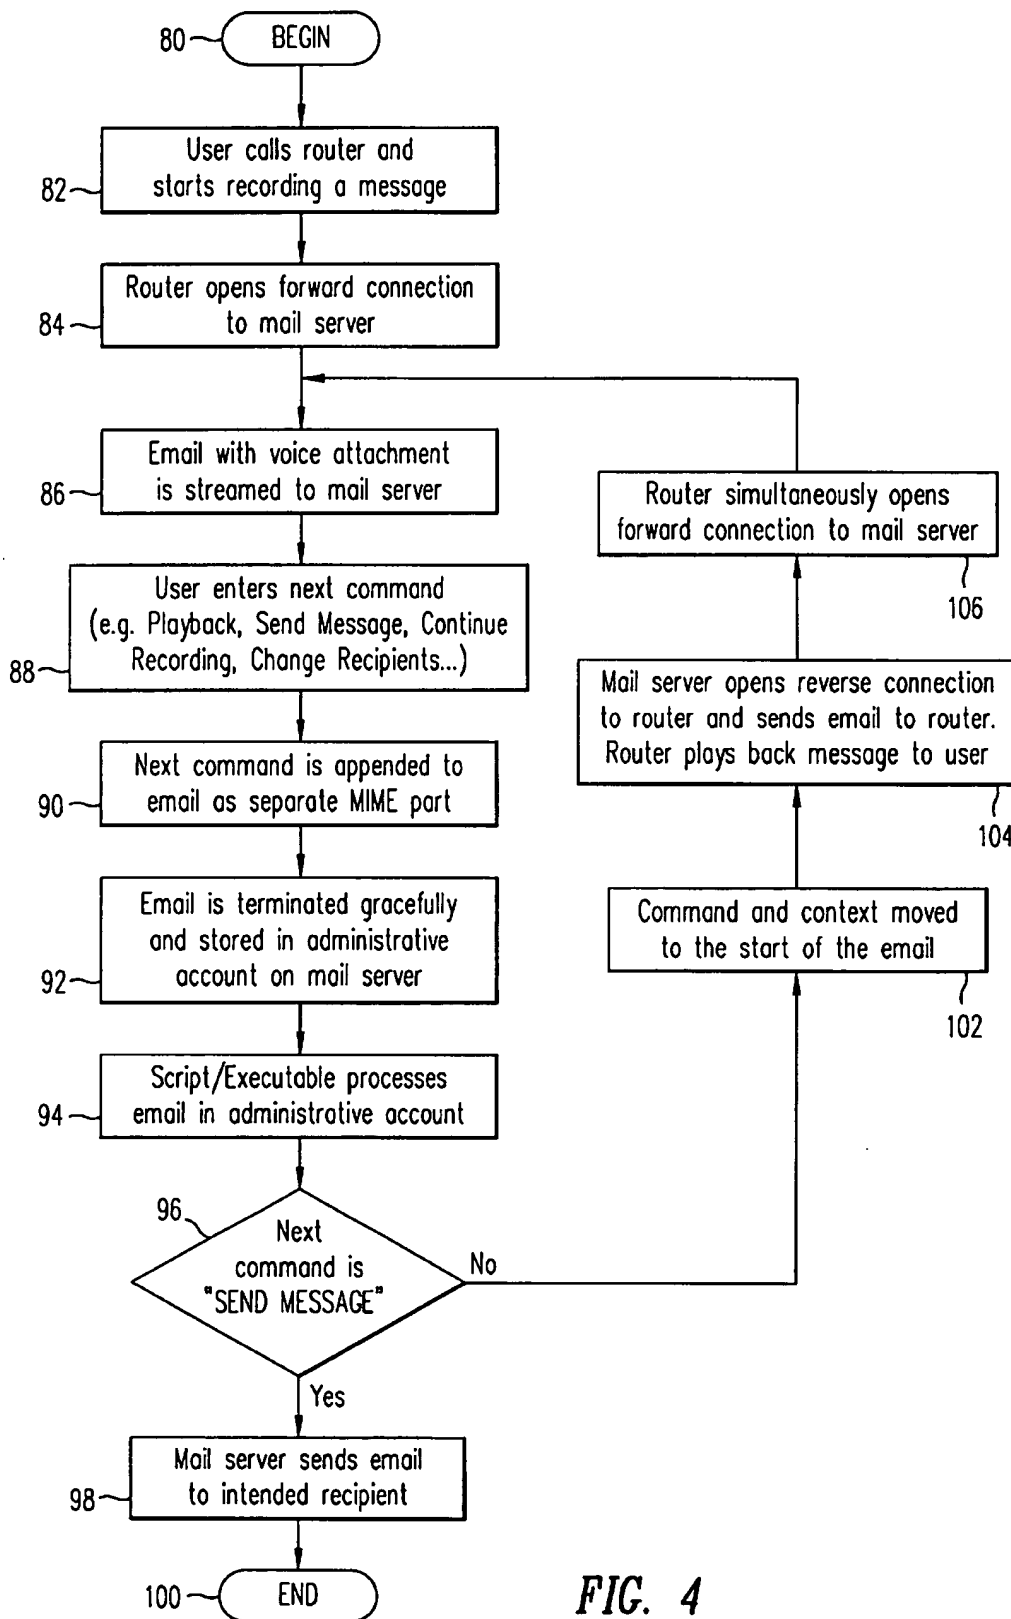 80
BEGIN
User calls router and
starts recording a message
82
Router opens forward connection
to mail server
84
Email with voice attachment
is streamed to mail server
86
User enters next command
(e.g. Playback, Send Message, Continue
Recording, Change Recipients...)
88
Next command is appended to
email as separate MIME part
90
Email is terminated gracefully
and stored in administrative
account on mail server
92
Script/Executable processes
email in administrative account
94
96
Next
command is
"SEND MESSAGE"
No
Yes
Mail server sends email
to intended recipient
98
100
END
Command and context moved
to the start of the email
102
Mail server opens reverse connection
to router and sends email to router.
Router plays back message to user
104
Router simultaneously opens
forward connection to mail server
106
FIG. 4